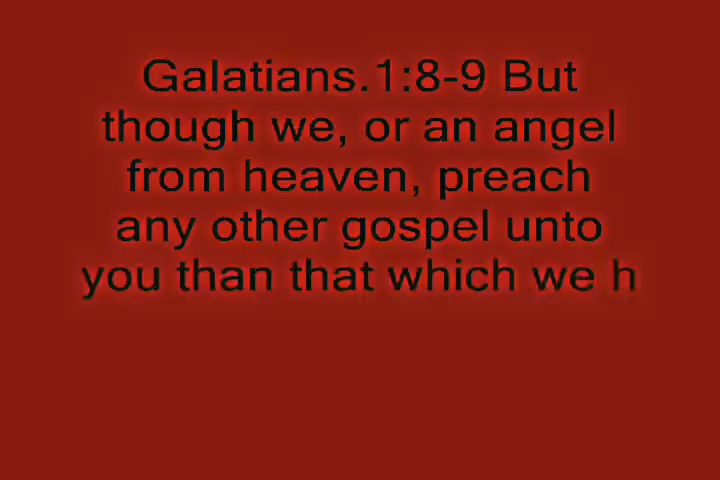 Galatians.1:8-9 But
though we, or an angel
from heaven, preach
any other gospel unto
you than that which we h